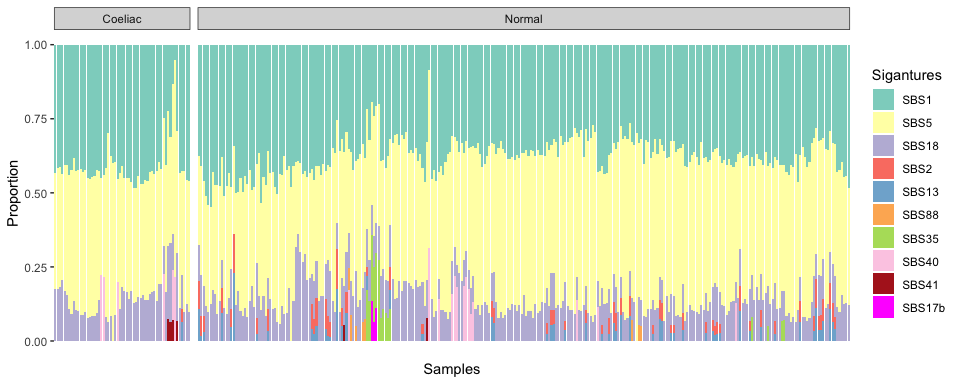 Coeliac
Normal
1.00
0.75
0.50
0.25
0.00
Proportion
Samples
Sigantures
SBS1
SBS5
SBS18
SBS2
SBS13
SBS88
SBS35
SBS40
SBS41
SBS17b